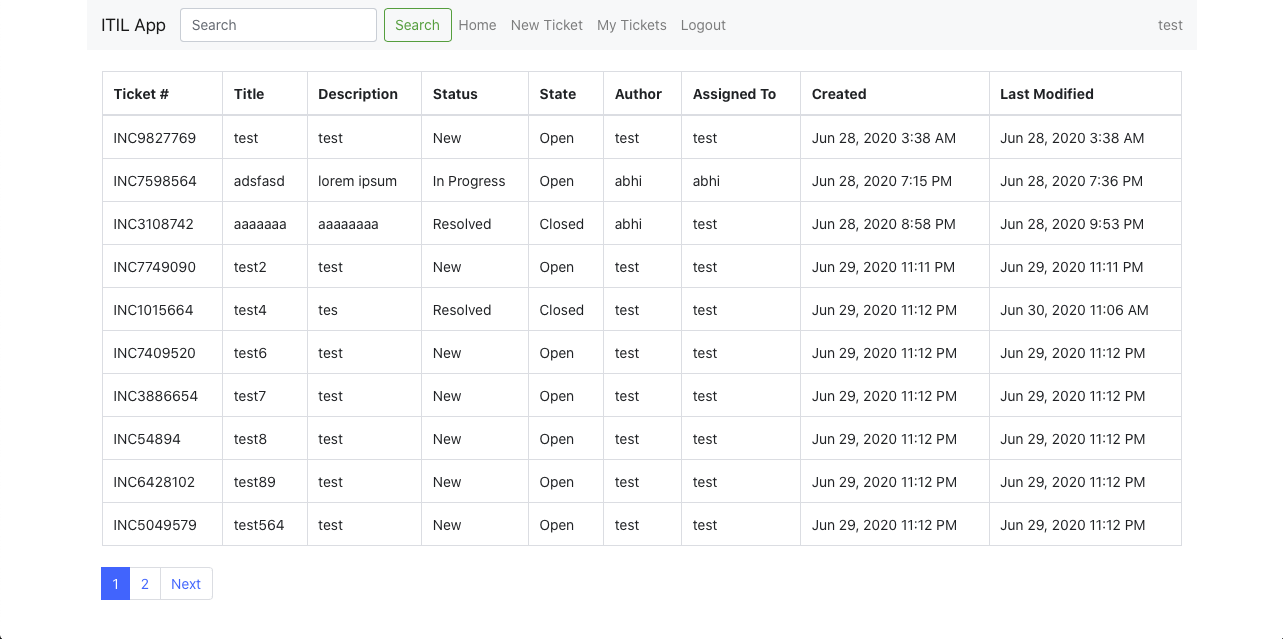 ITIL App Search Search Home New Ticket My Tickets Logout test
Ticket # Title Description Status State Author Assigned To Created Last Modified
INC9827769 test test New Open test test Jun 28, 2020 3:38 AM Jun 28, 2020 3:38 AM
INC7598564 adsfasd lorem ipsum In Progress Open abhi abhi Jun 28, 2020 7:15 PM Jun 28, 2020 7:36 PM
INC3108742 aaaaaaa aaaaaaaa Resolved Closed abhi test Jun 28, 2020 8:58 PM Jun 28, 2020 9:53 PM
INC7749090 test2 test New Open test test Jun 29, 2020 11:11 PM Jun 29, 2020 11:11 PM
INC1015664 test4 tes Resolved Closed test test Jun 29, 2020 11:12 PM Jun 30, 2020 11:06 AM
INC7409520 test6 test New Open test test Jun 29, 2020 11:12 PM Jun 29, 2020 11:12 PM
INC3886654 test7 test New Open test test Jun 29, 2020 11:12 PM Jun 29, 2020 11:12 PM
INC54894 test8 test New Open test test Jun 29, 2020 11:12 PM Jun 29, 2020 11:12 PM
INC6428102 test89 test New Open test test Jun 29, 2020 11:12 PM Jun 29, 2020 11:12 PM
INC5049579 test564 test New Open test test Jun 29, 2020 11:12 PM Jun 29, 2020 11:12 PM
1 2 Next